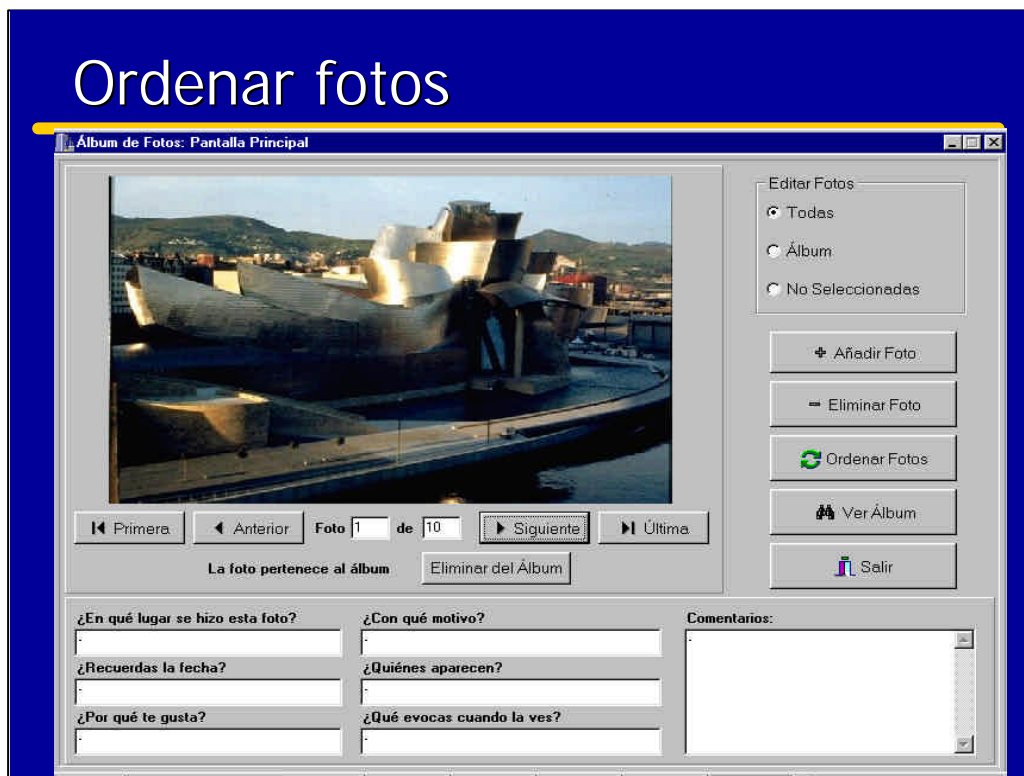 Ordenar fotos
Álbum de Fotos: Pantalla Principal
Editar Fotos
Todas
Álbum
No Seleccionadas
+ Añadir Foto
- Eliminar Foto
Ordenar Fotos
Ver Álbum
Salir
Primera Anterior Foto 1 de 10 Siguiente Última
La foto pertenece al álbum Eliminar del Álbum
¿En qué lugar se hizo esta foto? ¿Con qué motivo? Comentarios:
- - -
¿Recuerdas la fecha? ¿Quiénes aparecen?
- -
¿Por qué te gusta? ¿Qué evocas cuando la ves?
- -